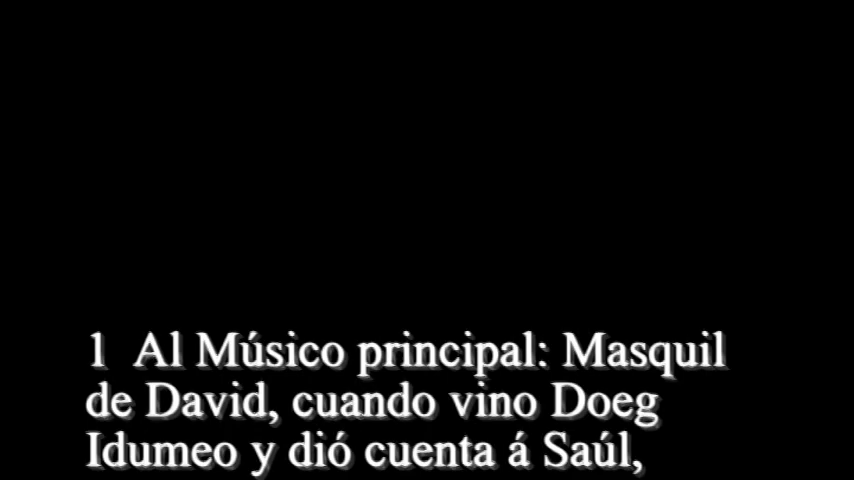 1 Al Músico principal: Masquil
de David, cuando vino Doeg
Idumeo y dió cuenta á Saúl,